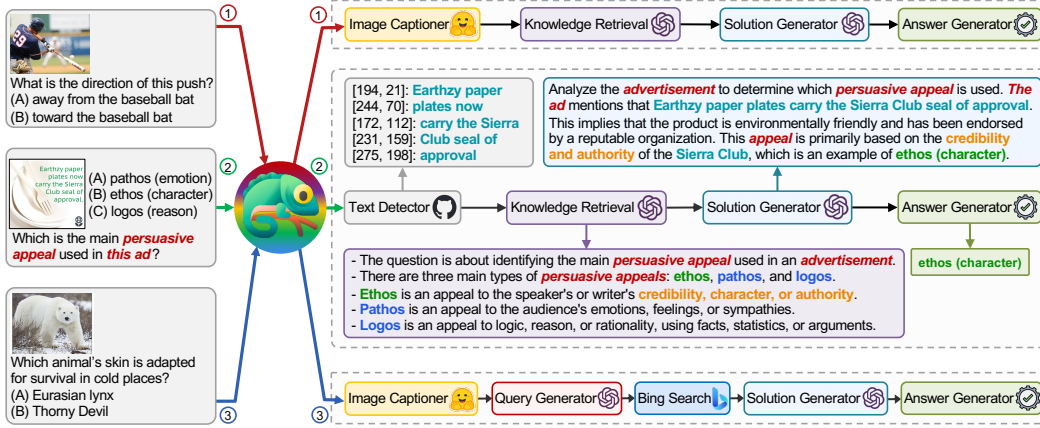 29
What is the direction of this push?
(A) away from the baseball bat
(B) toward the baseball bat
Earthzy paper
plates now
carry the Sierra
Club seal of
approval.
(A) pathos (emotion)
(B) ethos (character)
(C) logos (reason)
Which is the main persuasive
appeal used in this ad?
Which animal's skin is adapted
for survival in cold places?
(A) Eurasian lynx
(B) Thorny Devil
1
2
3
1
Image Captioner
Knowledge Retrieval
Solution Generator
Answer Generator
[194, 21]: Earthzy paper
[244, 70]: plates now
[172, 112]: carry the Sierra
[231, 159]: Club seal of
[275, 198]: approval
Analyze the advertisement to determine which persuasive appeal is used. The
ad mentions that Earthzy paper plates carry the Sierra Club seal of approval.
This implies that the product is environmentally friendly and has been endorsed
by a reputable organization. This appeal is primarily based on the credibility
and authority of the Sierra Club, which is an example of ethos (character).
2
Text Detector
Knowledge Retrieval
Solution Generator
Answer Generator
- The question is about identifying the main persuasive appeal used in an advertisement.
- There are three main types of persuasive appeals: ethos, pathos, and logos.
- Ethos is an appeal to the speaker's or writer's credibility, character, or authority.
- Pathos is an appeal to the audience's emotions, feelings, or sympathies.
- Logos is an appeal to logic, reason, or rationality, using facts, statistics, or arguments.
ethos (character)
3
Image Captioner
Query Generator
Bing Search
Solution Generator
Answer Generator